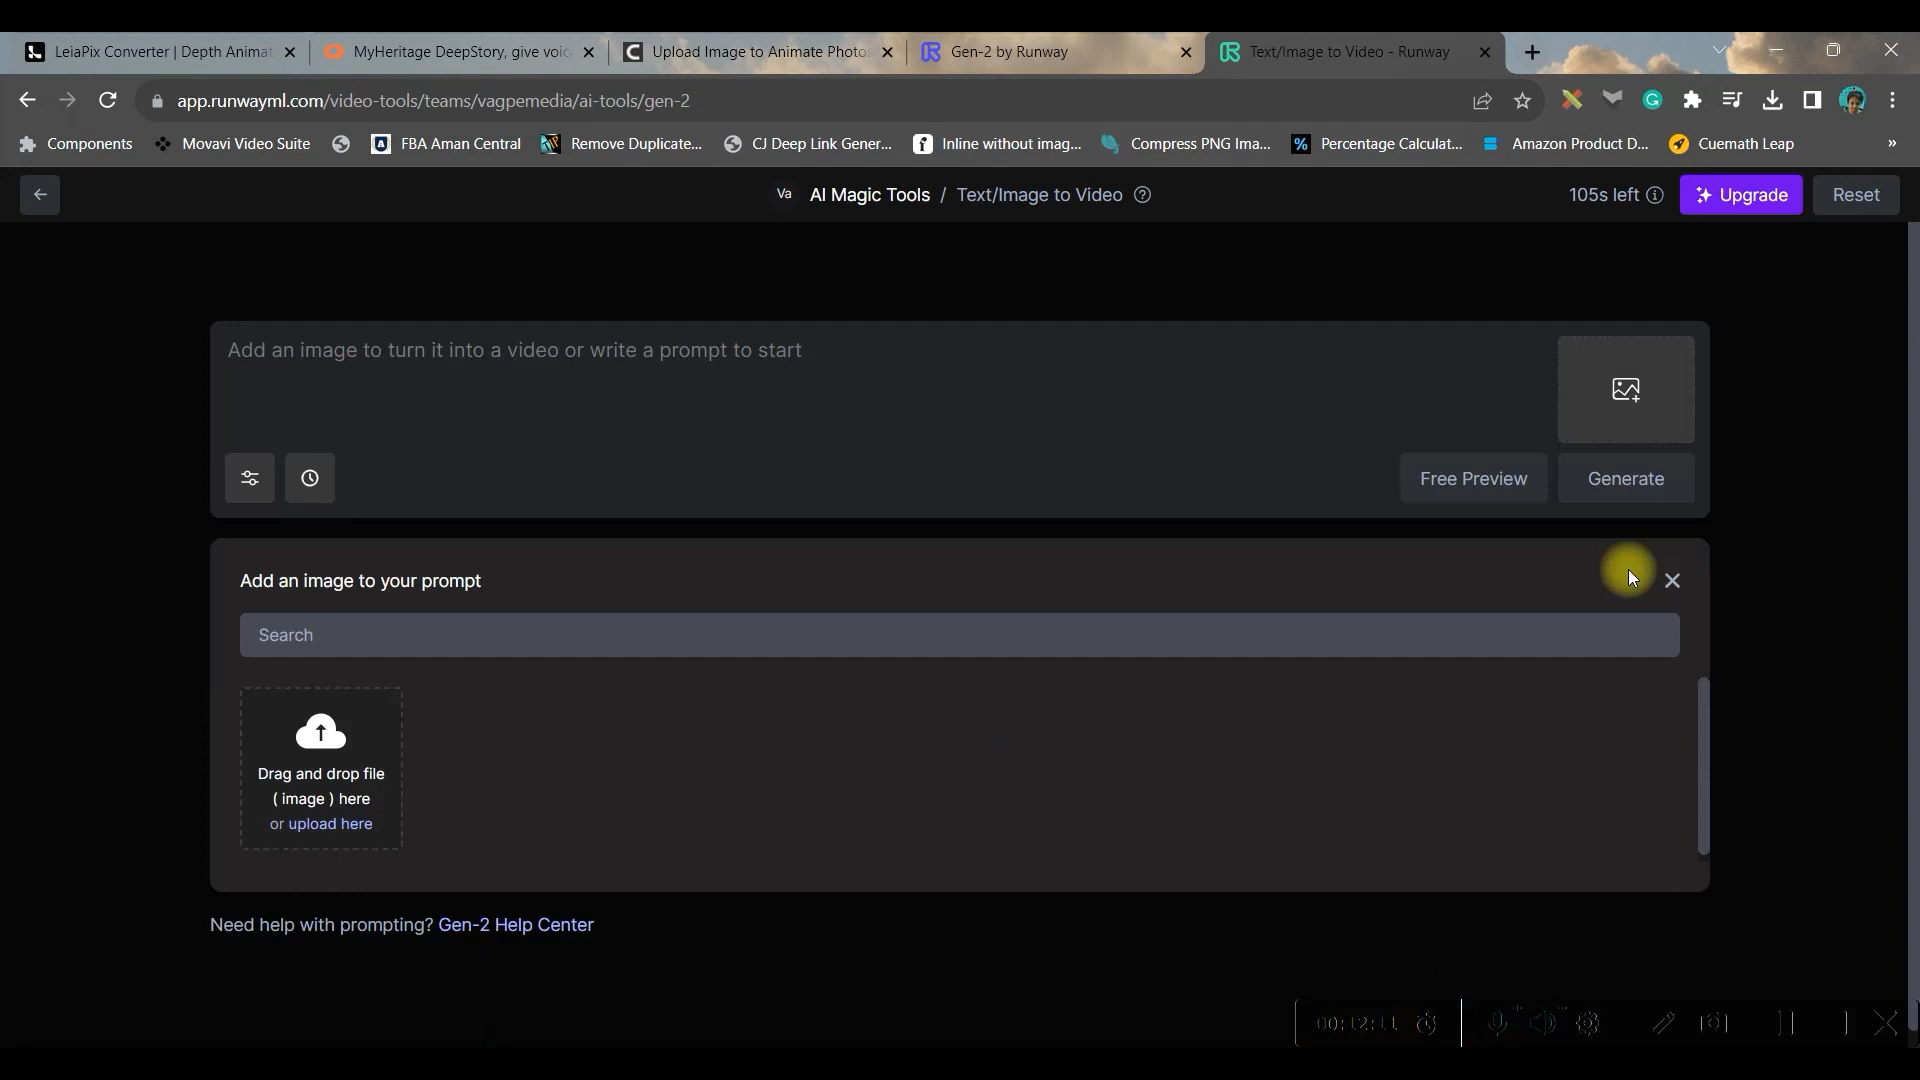 LeiaPix Converter | Depth Animat
MyHeritage DeepStory, give voic
Upload Image to Animate Photos
Gen-2 by Runway
Text/Image to Video - Runway
app.runwayml.com/video-tools/teams/vagpemedia/ai-tools/gen-2
Components
Movavi Video Suite
FBA Aman Central
Remove Duplicate...
CJ Deep Link Gener...
Inline without imag...
Compress PNG Ima...
Percentage Calculat...
Amazon Product D...
Cuemath Leap
»
Va AI Magic Tools / Text/Image to Video
105s left
Upgrade
Reset
Add an image to turn it into a video or write a prompt to start
Free Preview
Generate
Add an image to your prompt
Search
Drag and drop file
( image ) here
or upload here
Need help with prompting? Gen-2 Help Center